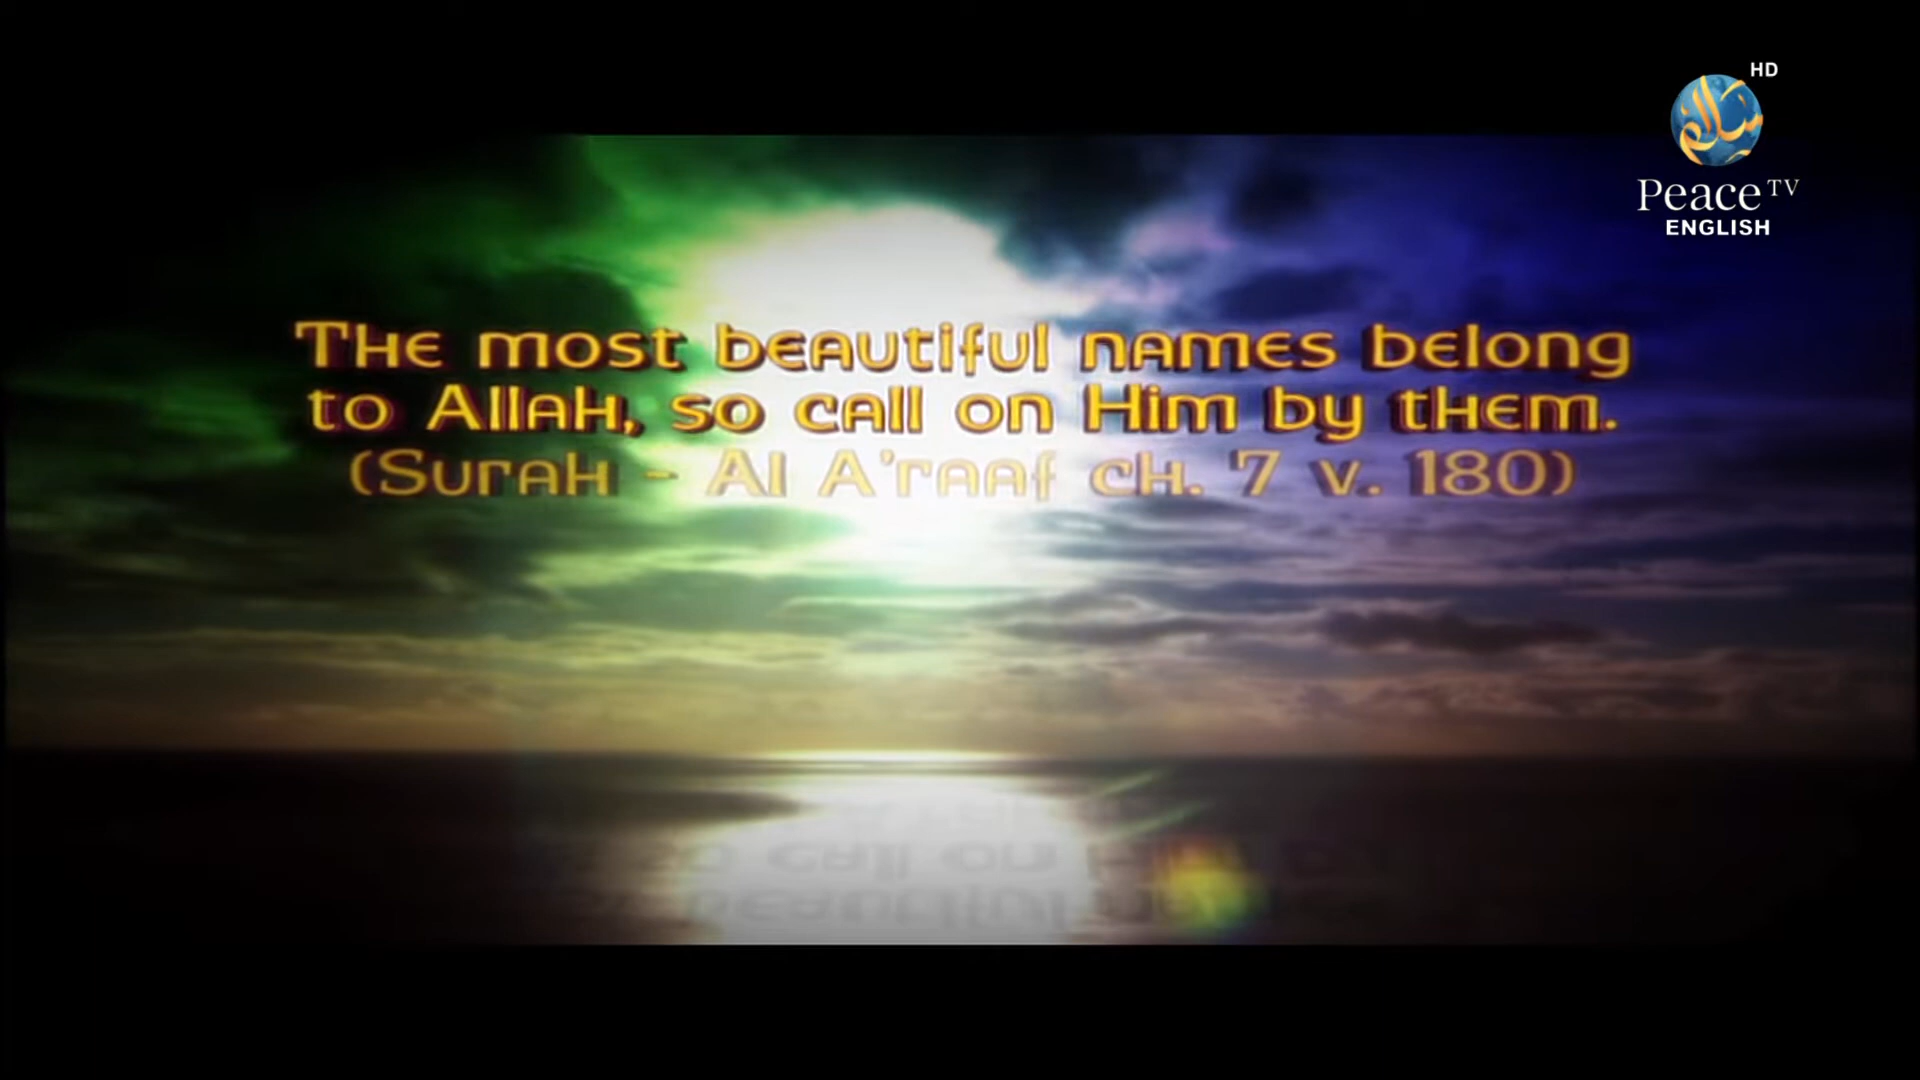 HD
سلام
Peace TV
ENGLISH
The most beautiful names belong
to Allah, so call on Him by them.
(Surah - Al A'raaf ch. 7 v. 180)